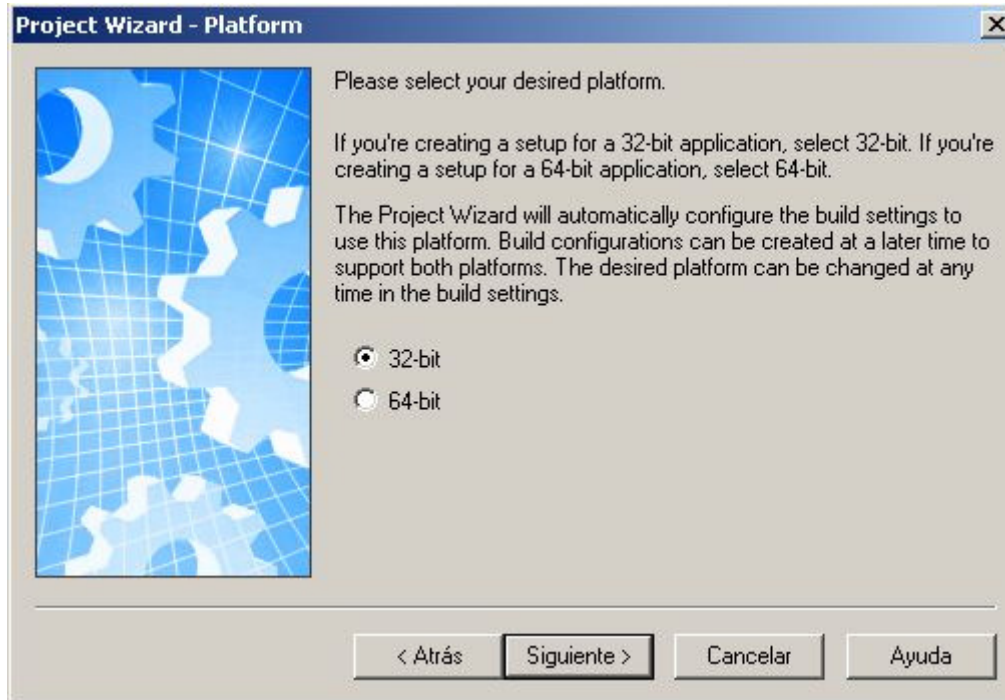 Project Wizard - Platform
Please select your desired platform.
If you're creating a setup for a 32-bit application, select 32-bit. If you're
creating a setup for a 64-bit application, select 64-bit.
The Project Wizard will automatically configure the build settings to
use this platform. Build configurations can be created at a later time to
support both platforms. The desired platform can be changed at any
time in the build settings.
32-bit
64-bit
< Atrás
Siguiente >
Cancelar
Ayuda